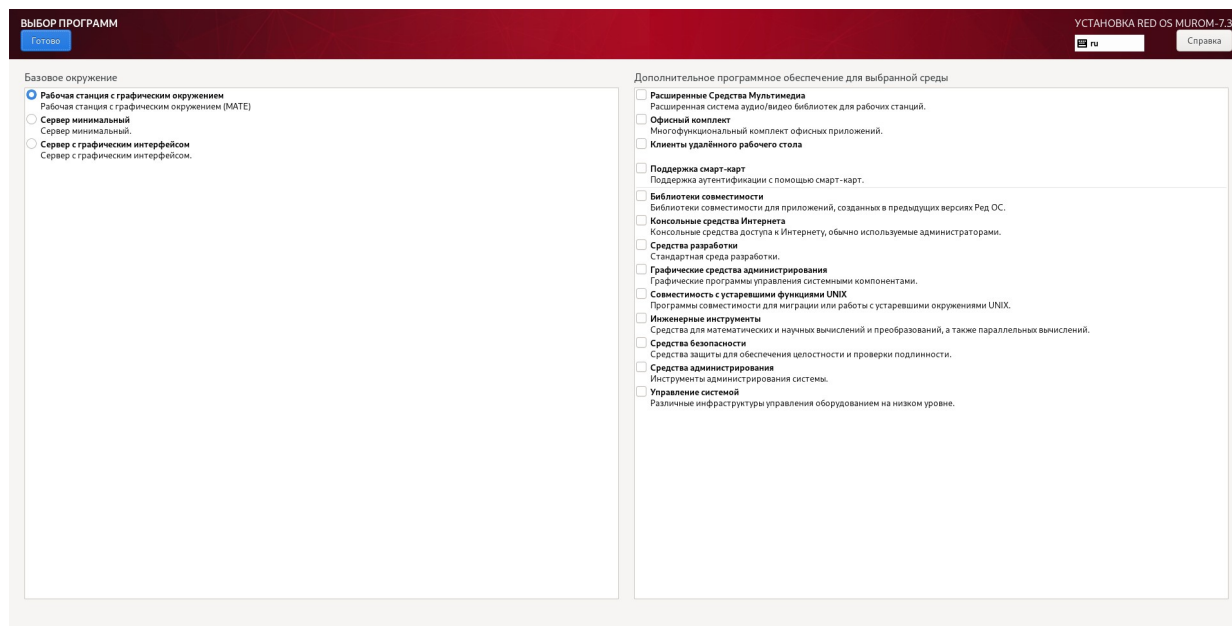 ВЫБОР ПРОГРАММ
УСТАНОВКА RED OS MUROM-7.3
Готово
ru
Справка
Базовое окружение
Рабочая станция с графическим окружением
Рабочая станция с графическим окружением (MATE)
Сервер минимальный
Сервер минимальный.
Сервер с графическим интерфейсом
Сервер с графическим интерфейсом.
Дополнительное программное обеспечение для выбранной среды
Расширенные Средства Мультимедиа
Расширенная система аудио/видео библиотек для рабочих станций.
Офисный комплект
Многофункциональный комплект офисных приложений.
Клиенты удалённого рабочего стола
Поддержка смарт-карт
Поддержка аутентификации с помощью смарт-карт.
Библиотеки совместимости
Библиотеки совместимости для приложений, созданных в предыдущих версиях Ред ОС.
Консольные средства Интернета
Консольные средства доступа к Интернету, обычно используемые администраторами.
Средства разработки
Стандартная среда разработки.
Графические средства администрирования
Графические программы управления системными компонентами.
Совместимость с устаревшими функциями UNIX
Программы совместимости для миграции или работы с устаревшими окружениями UNIX.
Инженерные инструменты
Средства для математических и научных вычислений и преобразований, а также параллельных вычислений.
Средства безопасности
Средства защиты для обеспечения целостности и проверки подлинности.
Средства администрирования
Инструменты администрирования системы.
Управление системой
Различные инфраструктуры управления оборудованием на низком уровне.